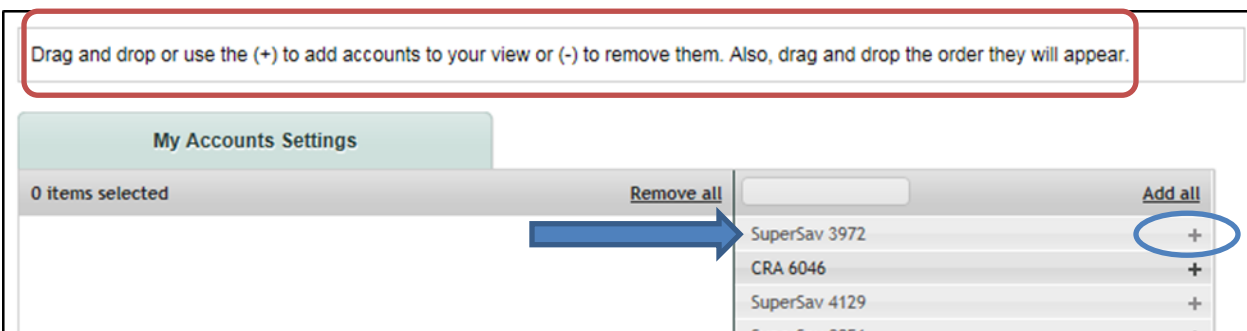 Drag and drop or use the (+) to add accounts to your view or (-) to remove them. Also, drag and drop the order they will appear.
My Accounts Settings
0 items selected Remove all Add all
SuperSav 3972 +
CRA 6046 +
SuperSav 4129 +